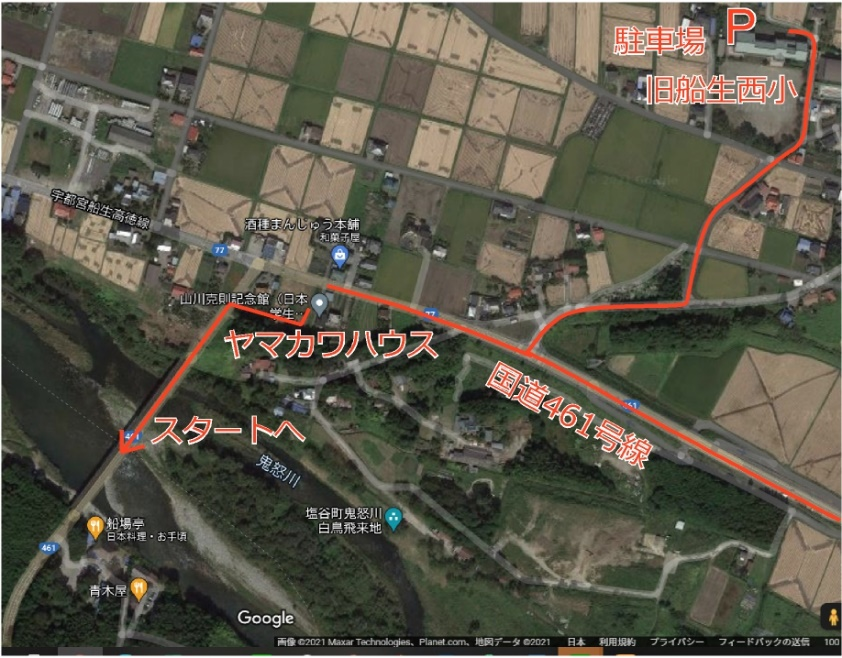 駐車場 P
旧船生西小
宇都宮船生高徳線
77
酒種まんじゅう本舗
和菓子屋
山川克則記念館（日本
学生…
77
ヤマカワハウス
国道461号線
461
スタートへ
461
鬼怒川
塩谷町鬼怒川
白鳥飛来地
船場亭
日本料理・お手頃
461
青木屋
Google
画像 ©2021 Maxar Technologies、Planet.com、地図データ ©2021 日本 利用規約 プライバシー フィードバックの送信 100